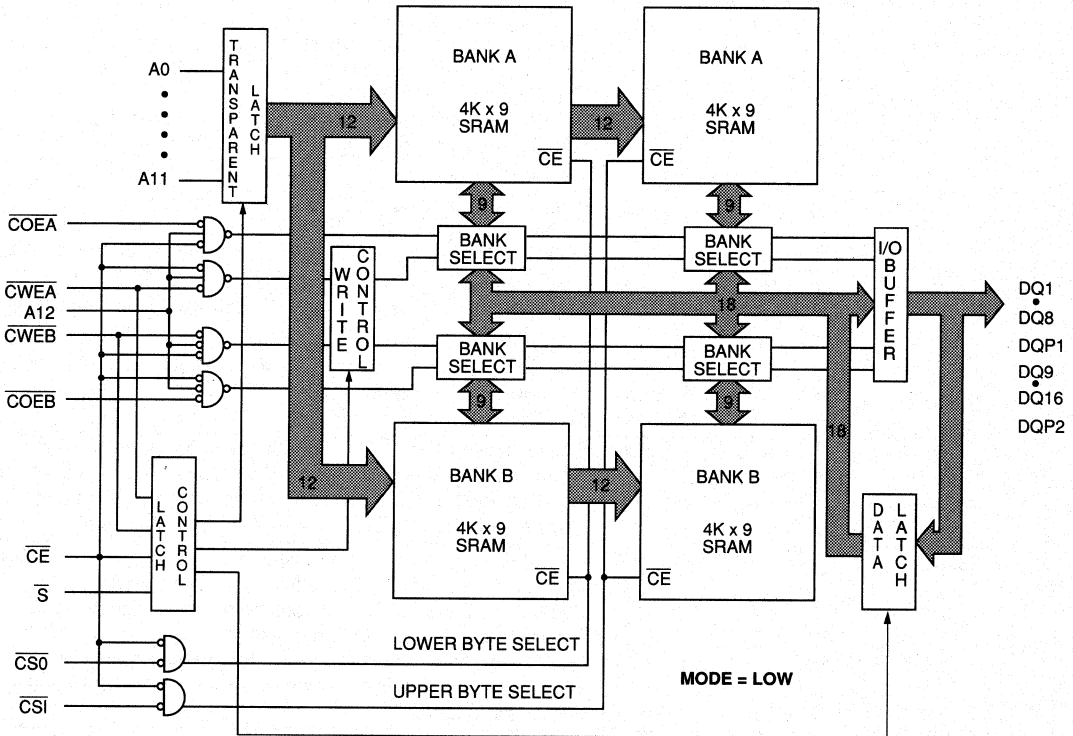 TRANSPARENT
LATCH
A0
A11
12
BANK A
4K x 9
SRAM
CE
12
BANK A
4K x 9
SRAM
CE
9
9
COEA
CWEA
A12
CWEB
COEB
WRITE
CONTROL
BANK
SELECT
BANK
SELECT
18
BANK
SELECT
BANK
SELECT
I/O
BUFFER
DQ1
DQ8
DQP1
DQ9
DQ16
DQP2
9
9
18
12
BANK B
4K x 9
SRAM
CE
12
BANK B
4K x 9
SRAM
CE
LATCH
CONTROL
DATA
LATCH
CE
S
CS0
CSI
LOWER BYTE SELECT
UPPER BYTE SELECT
MODE = LOW